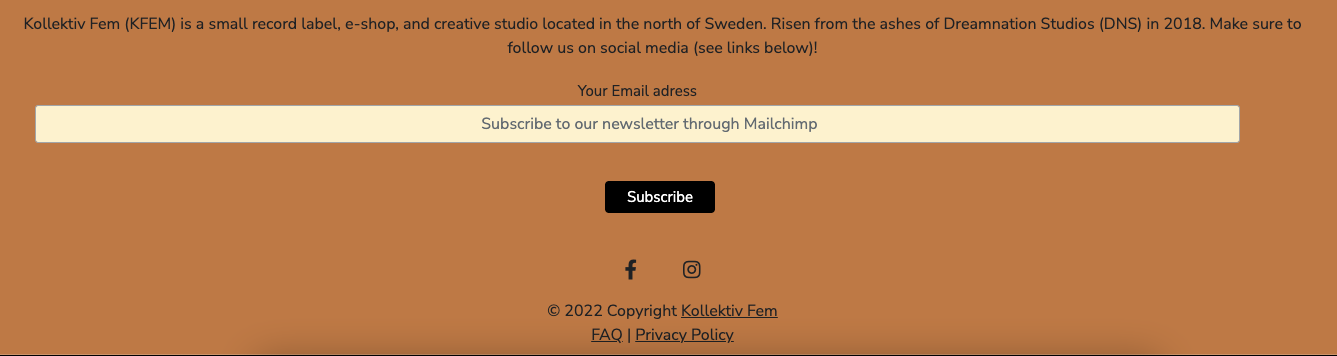 Kollektiv Fem (KFEM) is a small record label, e-shop, and creative studio located in the north of Sweden. Risen from the ashes of Dreamnation Studios (DNS) in 2018. Make sure to
follow us on social media (see links below)!
Your Email adress
Subscribe to our newsletter through Mailchimp
Subscribe
© 2022 Copyright Kollektiv Fem
FAQ | Privacy Policy